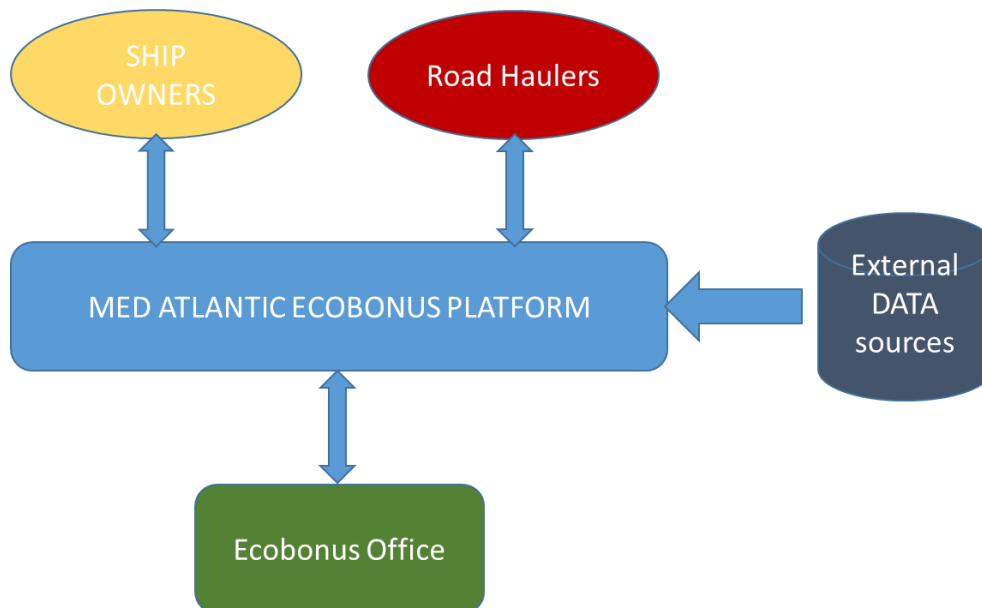 SHIP
OWNERS
Road Haulers
External
DATA
sources
MED ATLANTIC ECOBONUS PLATFORM
Ecobonus Office